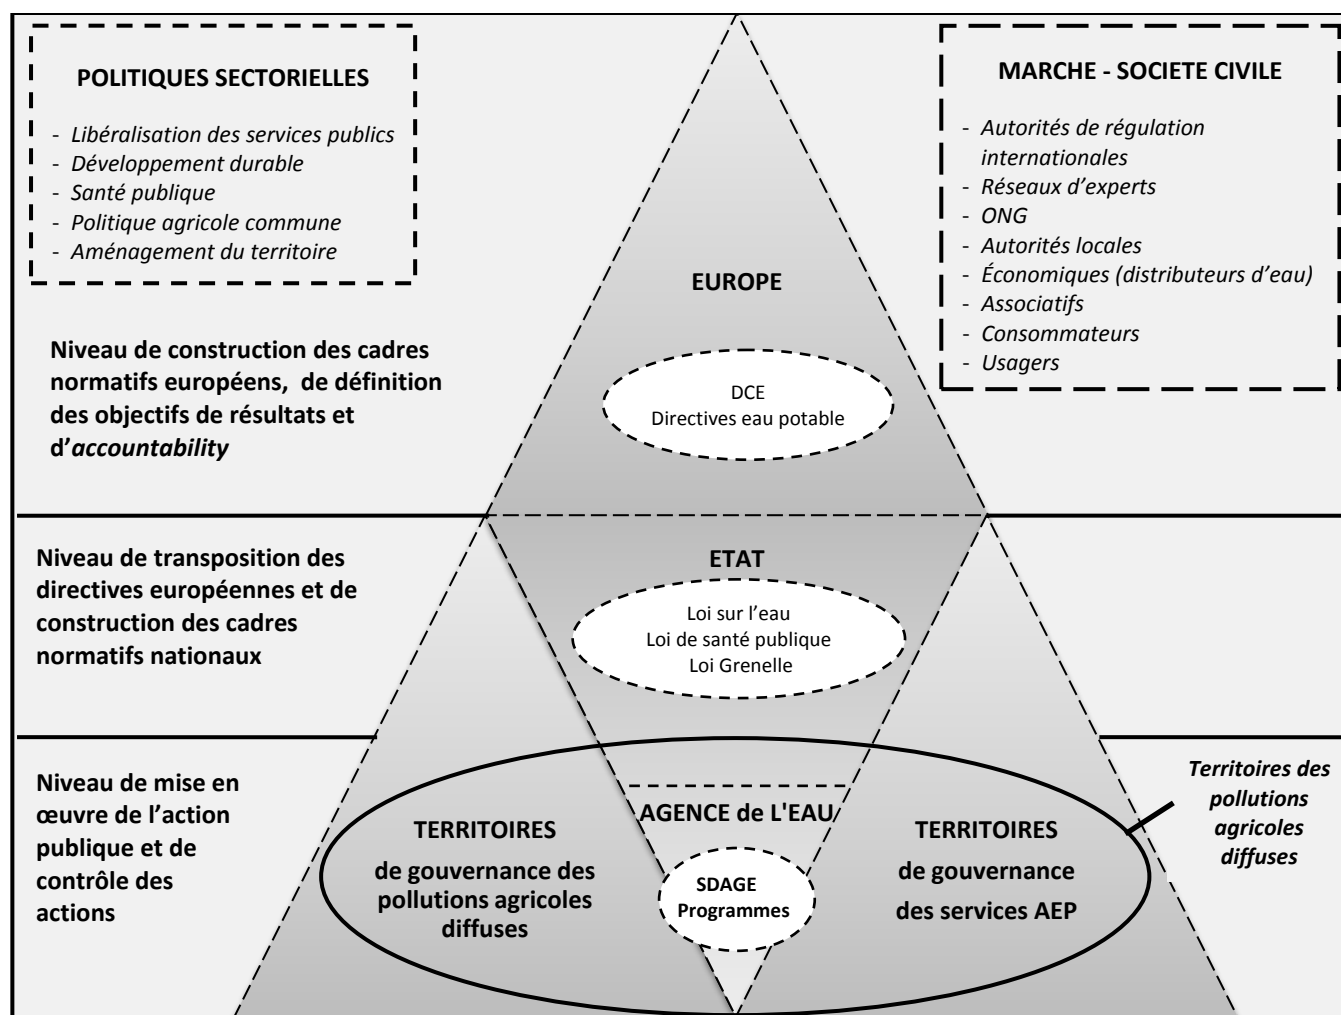 POLITIQUES SECTORIELLES
- Libéralisation des services publics
- Développement durable
- Santé publique
- Politique agricole commune
- Aménagement du territoire
MARCHE - SOCIETE CIVILE
- Autorités de régulation
internationales
- Réseaux d’experts
- ONG
- Autorités locales
- Économiques (distributeurs d’eau)
- Associatifs
- Consommateurs
- Usagers
EUROPE
DCE
Directives eau potable
Niveau de construction des cadres
normatifs européens, de définition
des objectifs de résultats et
d’accountability
Niveau de transposition des
directives européennes et de
construction des cadres
normatifs nationaux
ETAT
Loi sur l’eau
Loi de santé publique
Loi Grenelle
Niveau de mise en
œuvre de l’action
publique et de
contrôle des
actions
TERRITOIRES
de gouvernance des
pollutions agricoles
diffuses
AGENCE de L'EAU
SDAGE
Programmes
TERRITOIRES
de gouvernance
des services AEP
Territoires des
pollutions
agricoles
diffuses